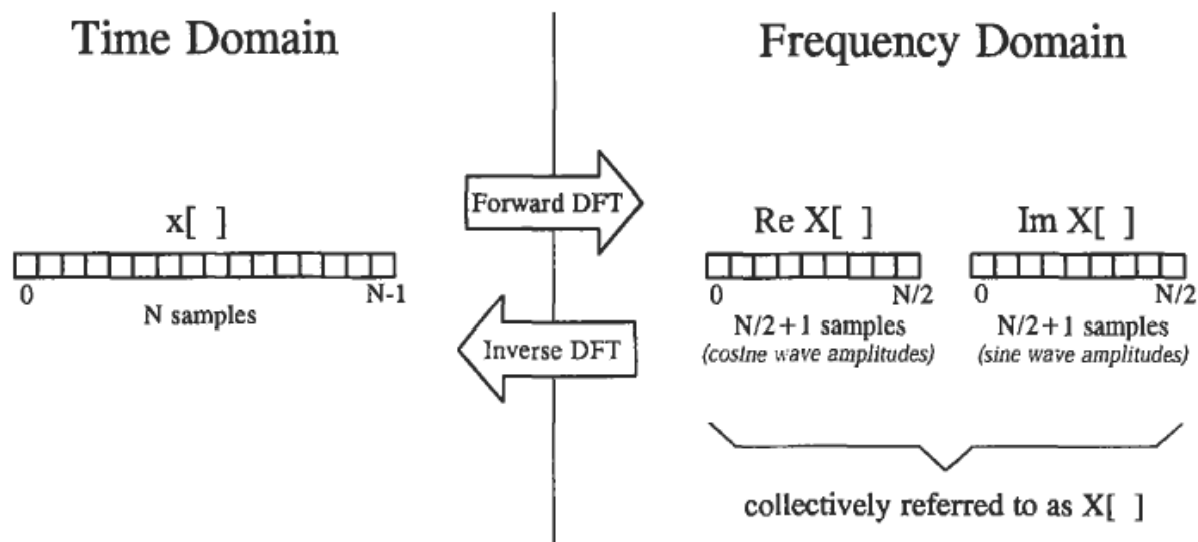 Time Domain
Frequency Domain
Forward DFT
x[ ]
Re X[ ]
Im X[ ]
0
N-1
N samples
0
N/2
0
N/2
N/2+1 samples
(cosine wave amplitudes)
N/2+1 samples
(sine wave amplitudes)
Inverse DFT
collectively referred to as X[ ]